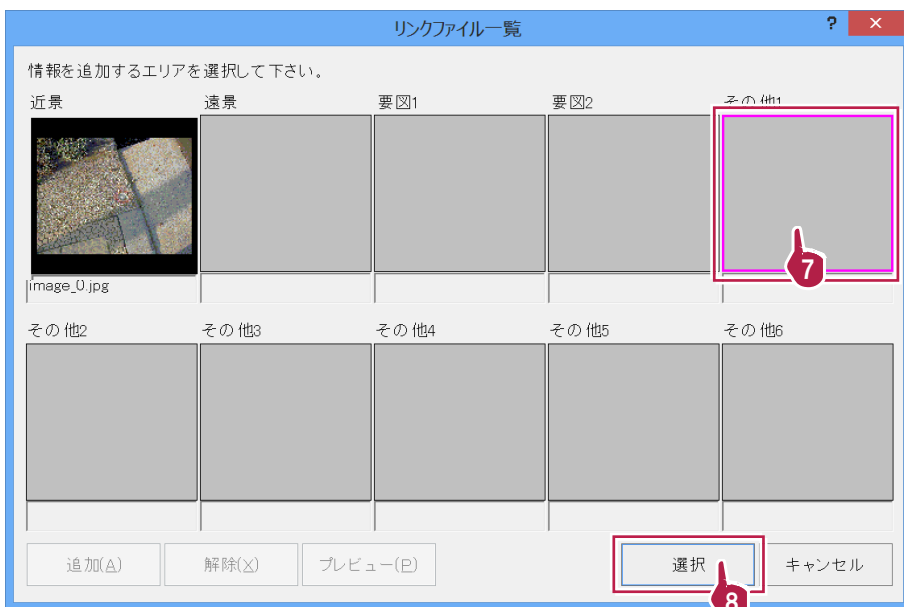 リンクファイル一覧
?
×
情報を追加するエリアを選択して下さい。
近景 遠景 要図1 要図2 その他1
7
image_0.jpg
その他2 その他3 その他4 その他5 その他6
追加(A) 解除(X) プレビュー(P) 選択 キャンセル
8